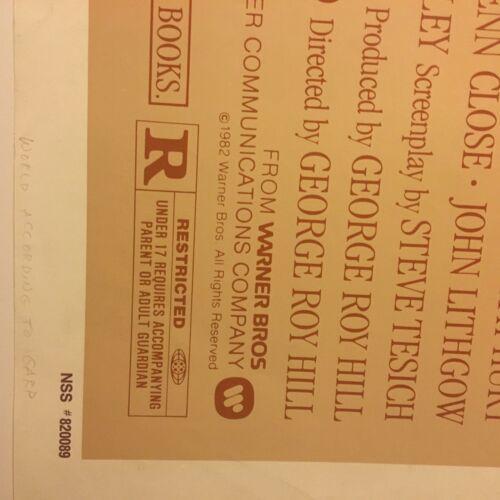 ENN CLOSE · JOHN LITHGOW
LEY Screenplay by STEVE TESICH
Produced by GEORGE ROY HILL
Directed by GEORGE ROY HILL
FROM WARNER BROS
ER COMMUNICATIONS COMPANY
©1982 Warner Bros. All Rights Reserved
BOOKS.
R
RESTRICTED
UNDER 17 REQUIRES ACCOMPANYING
PARENT OR ADULT GUARDIAN
NSS #820089
WORLD ACCORDING TO GARP